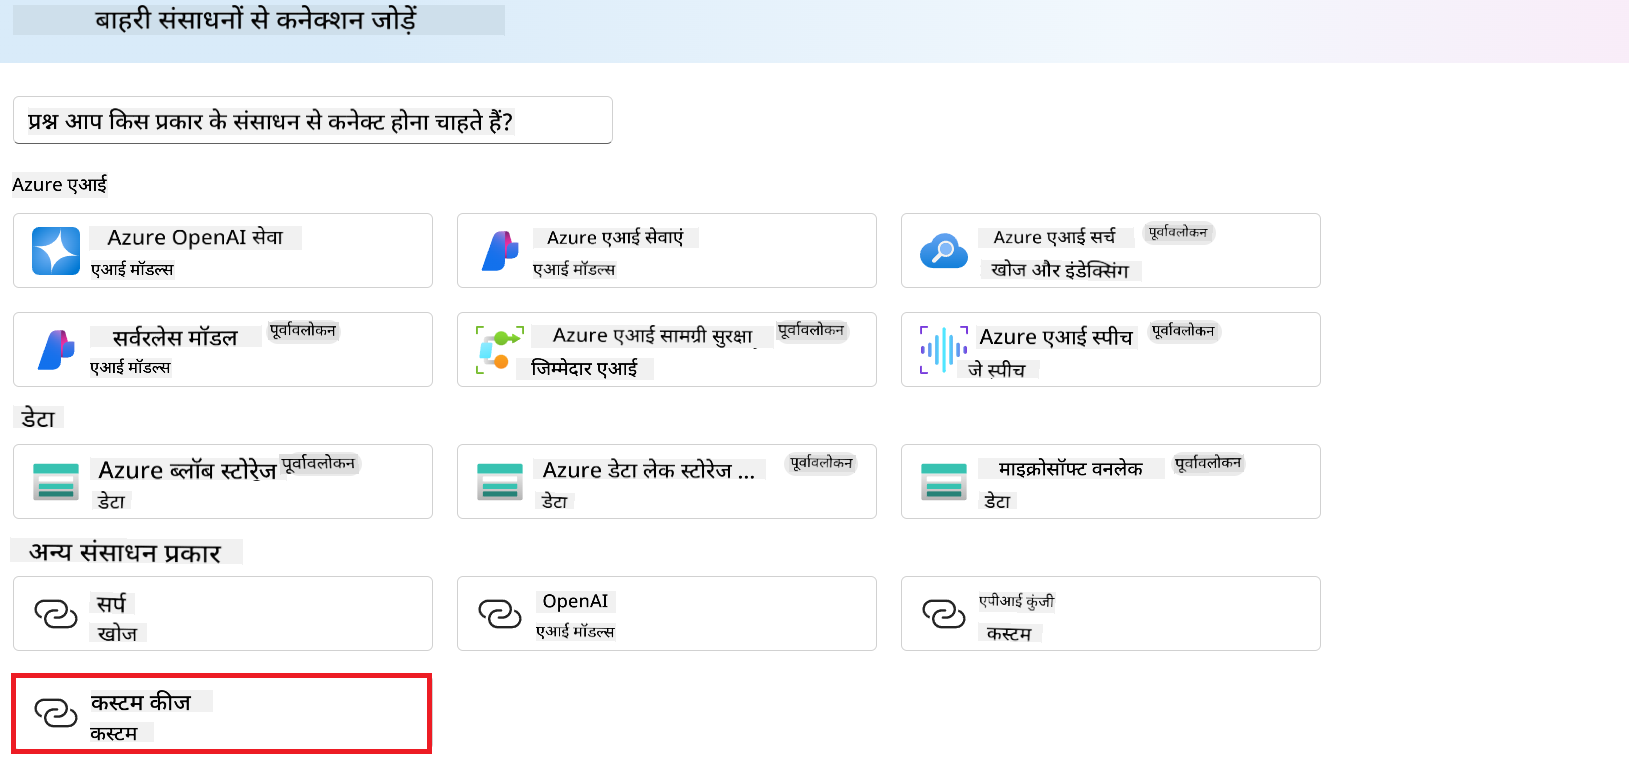 बाहरी संसाधनों से कनेक्शन जोड़ें
प्रश्न आप किस प्रकार के संसाधन से कनेक्ट होना चाहते हैं?
Azure एआई
Azure OpenAI सेवा
एआई मॉडल्स
Azure एआई सेवाएं
एआई मॉडल्स
Azure एआई सर्च पूर्वावलोकन
खोज और इंडेक्सिंग
सर्वरलेस मॉडल पूर्वावलोकन
एआई मॉडल्स
Azure एआई सामग्री सुरक्षा पूर्वावलोकन
जिम्मेदार एआई
Azure एआई स्पीच पूर्वावलोकन
जे स्पीच
डेटा
Azure ब्लॉब स्टोरेज पूर्वावलोकन
डेटा
Azure डेटा लेक स्टोरेज ... पूर्वावलोकन
डेटा
माइक्रोसॉफ्ट वनलेक पूर्वावलोकन
डेटा
अन्य संसाधन प्रकार
सर्प
खोज
OpenAI
एआई मॉडल्स
एपीआई कुंजी
कस्टम
कस्टम कीज
कस्टम